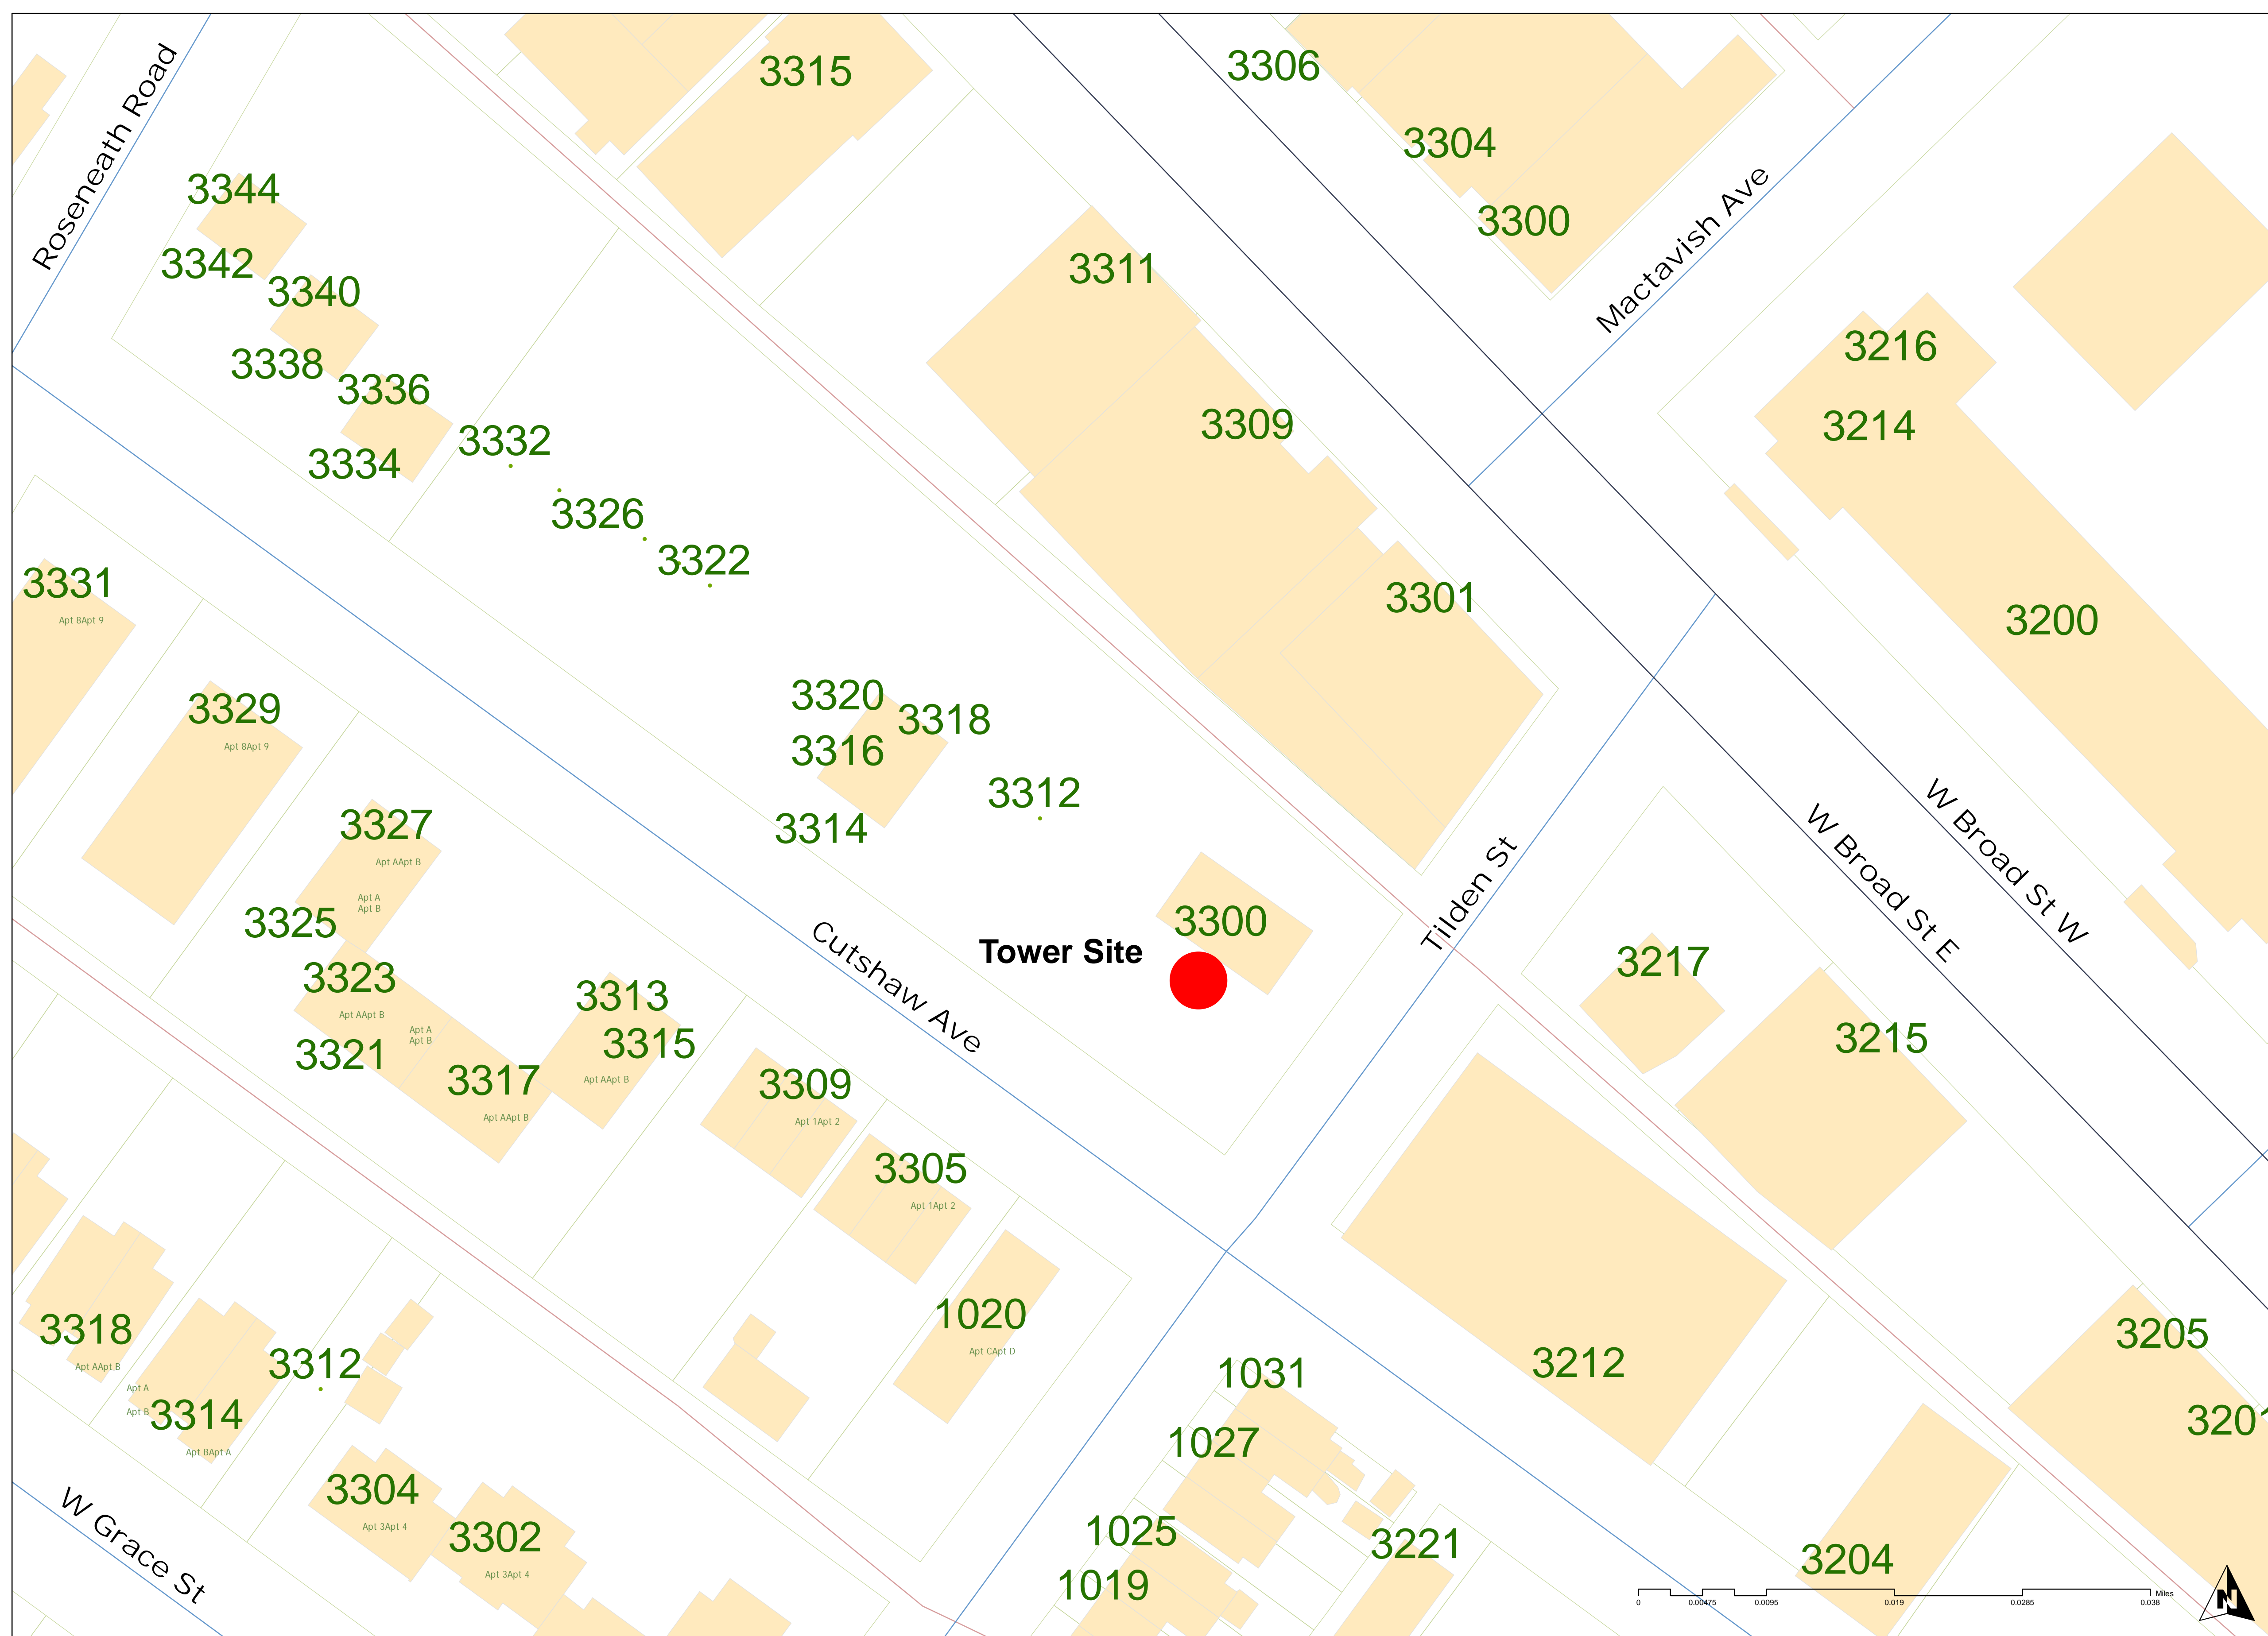 3315
3306
Roseneath Road
3304
3344
3300
Mactavish Ave
3342
3311
3340
3216
3338
3336
3309
3214
3332
3334
3326
3322
3331
Apt 8Apt 9
3301
3200
3320
3329
3318
Apt 8Apt 9
3316
3312
3327
3314
Apt AApt B
W Broad St W
W Broad St E
Tilden St
Apt A
Apt B
3325
3300
Tower Site
Cutshaw Ave
3217
3323
3313
Apt AApt B
Apt A
Apt B
3315
3215
3321
3317
Apt AApt B
3309
Apt AApt B
Apt 1Apt 2
3305
Apt 1Apt 2
1020
3318
3205
Apt CApt D
3312
Apt AApt B
3212
1031
Apt A
Apt B
3314
3201
1027
Apt BApt A
3304
Apt 3Apt 4
1025
3302
3221
W Grace St
3204
Apt 3Apt 4
1019
Miles
0 0.00475 0.0095 0.019 0.0285 0.038
N